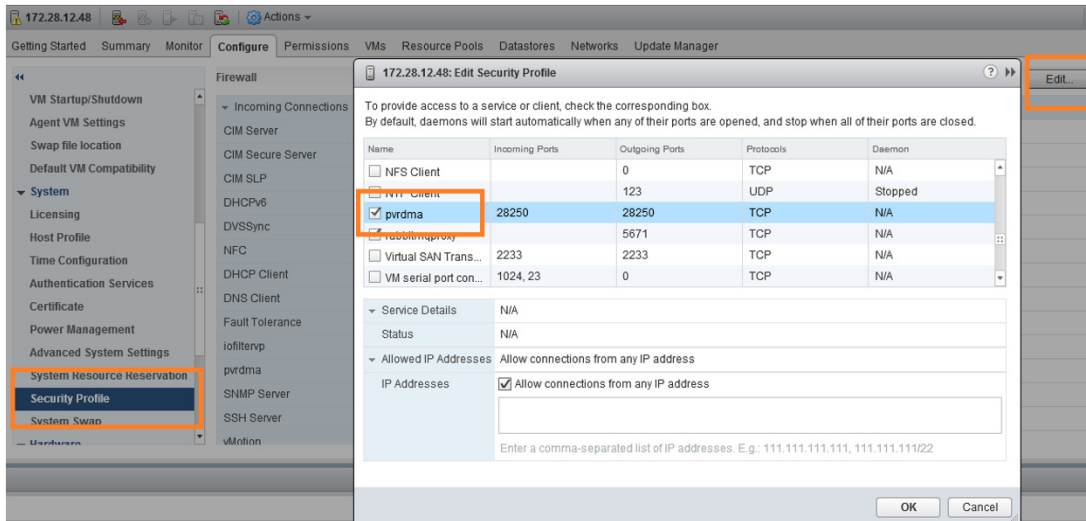 172.28.12.48 Actions
Getting Started Summary Monitor Configure Permissions VMs Resource Pools Datastores Networks Update Manager
VM Startup/Shutdown
Agent VM Settings
Swap file location
Default VM Compatibility
System
Licensing
Host Profile
Time Configuration
Authentication Services
Certificate
Power Management
Advanced System Settings
System Resource Reservation
Security Profile
System Swap
Hardware
Firewall
Incoming Connections
CIM Server
CIM Secure Server
CIM SLP
DHCPv6
DVSSync
NFC
DHCP Client
DNS Client
Fault Tolerance
iofiltervp
pvrdma
SNMP Server
SSH Server
vMotion
Edit...
172.28.12.48: Edit Security Profile
To provide access to a service or client, check the corresponding box.
By default, daemons will start automatically when any of their ports are opened, and stop when all of their ports are closed.
Name Incoming Ports Outgoing Ports Protocols Daemon
NFS Client 0 TCP N/A
NTP Client 123 UDP Stopped
pvrdma 28250 28250 TCP N/A
rabbitmqproxy 5671 TCP N/A
Virtual SAN Trans... 2233 2233 TCP N/A
VM serial port con... 1024, 23 0 TCP N/A
Service Details N/A
Status N/A
Allowed IP Addresses Allow connections from any IP address
IP Addresses Allow connections from any IP address
Enter a comma-separated list of IP addresses. E.g.: 111.111.111.111, 111.111.111/22
OK Cancel